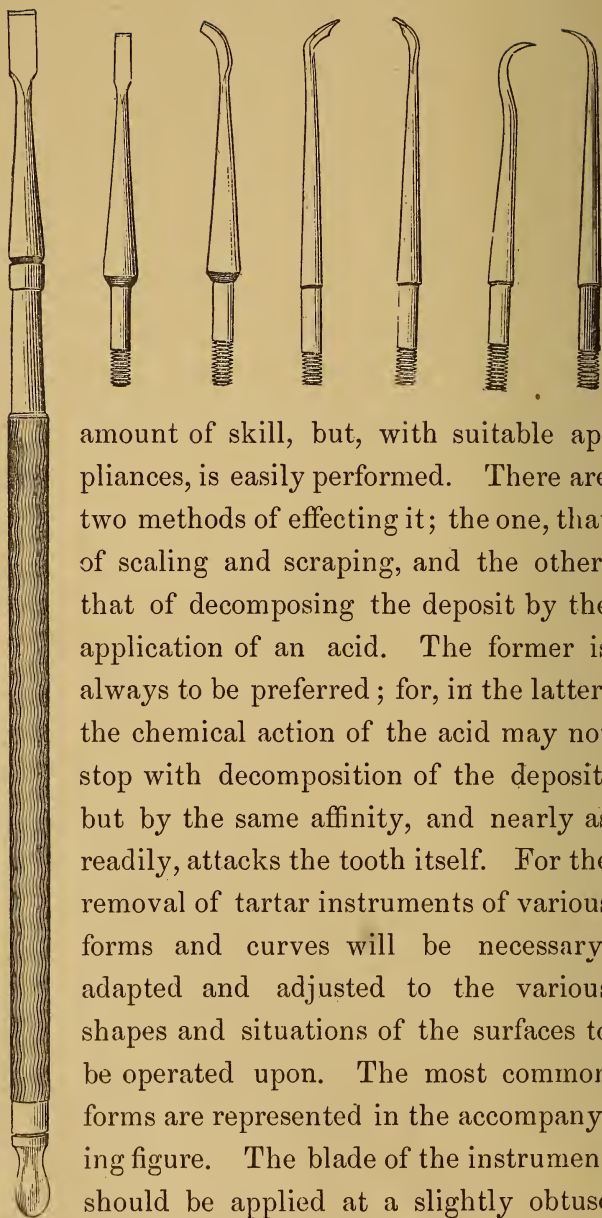 amount of skill, but, with suitable ap
pliances, is easily performed. There are
two methods of effecting it; the one, that
of scaling and scraping, and the other
that of decomposing the deposit by the
application of an acid. The former is
always to be preferred; for, in the latter
the chemical action of the acid may not
stop with decomposition of the deposit
but by the same affinity, and nearly as
readily, attacks the tooth itself. For the
removal of tartar instruments of various
forms and curves will be necessary
adapted and adjusted to the various
shapes and situations of the surfaces to
be operated upon. The most common
forms are represented in the accompany
ing figure. The blade of the instrumen
should be applied at a slightly obtuse